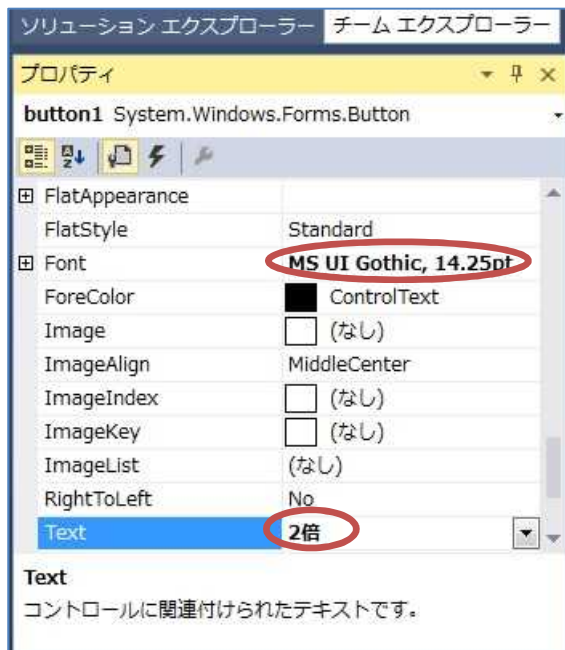 ソリューション エクスプローラー チーム エクスプローラー
プロパティ
button1 System.Windows.Forms.Button
FlatAppearance
FlatStyle Standard
Font MS UI Gothic, 14.25pt
ForeColor ControlText
Image (なし)
ImageAlign MiddleCenter
ImageIndex (なし)
ImageKey (なし)
ImageList (なし)
RightToLeft No
Text 2倍
Text
コントロールに関連付けられたテキストです。